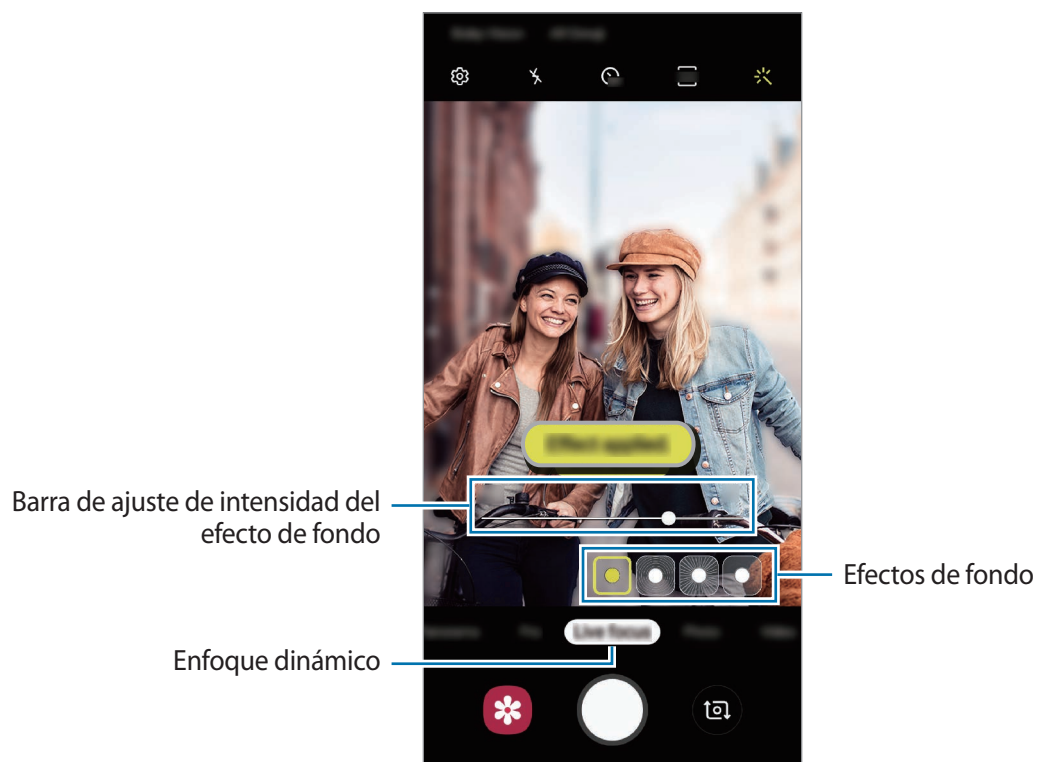 Effect applied.
Barra de ajuste de intensidad del
efecto de fondo
Efectos de fondo
Live focus
Enfoque dinámico